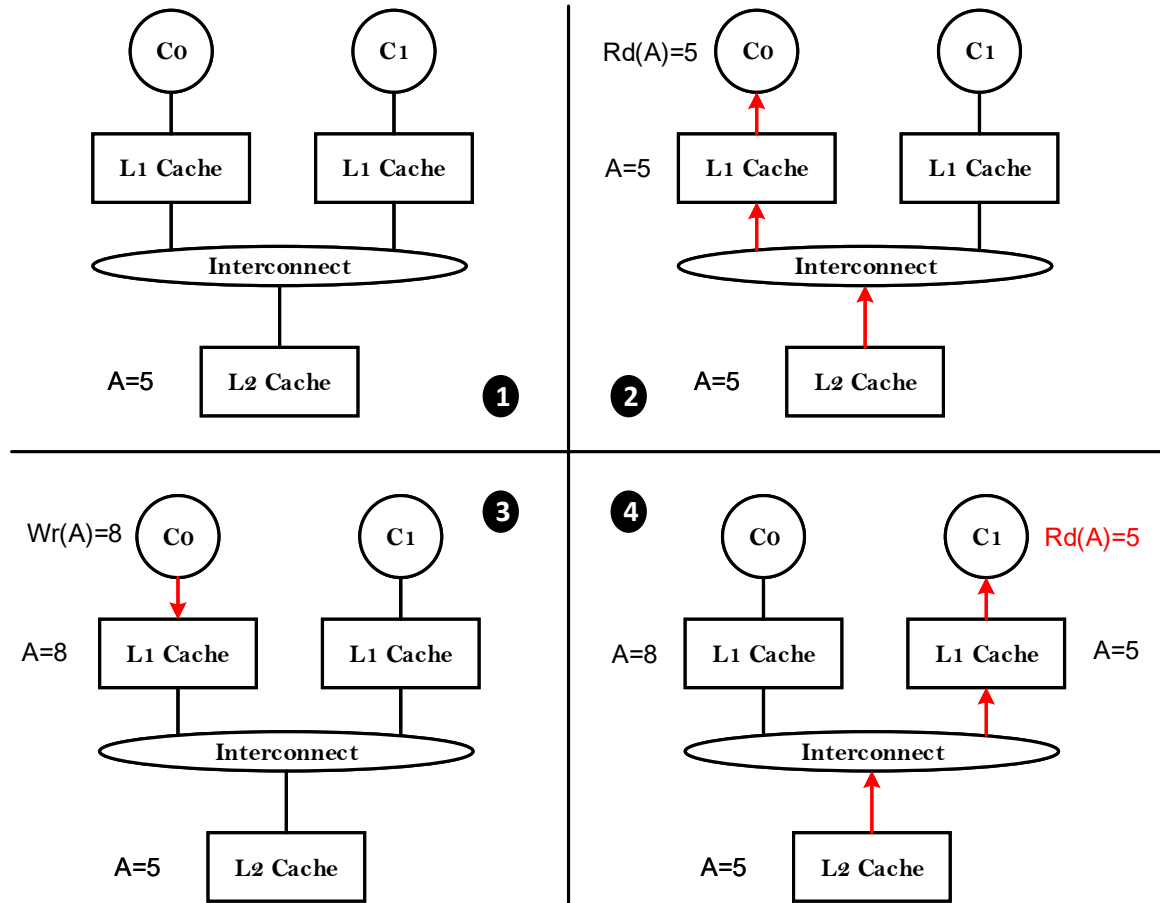 C0
C1
L1 Cache
L1 Cache
Interconnect
A=5
L2 Cache
1
Rd(A)=5
C0
C1
A=5
L1 Cache
L1 Cache
Interconnect
A=5
L2 Cache
2
Wr(A)=8
C0
C1
3
A=8
L1 Cache
L1 Cache
Interconnect
A=5
L2 Cache
4
C0
C1
Rd(A)=5
A=8
L1 Cache
L1 Cache
A=5
Interconnect
A=5
L2 Cache